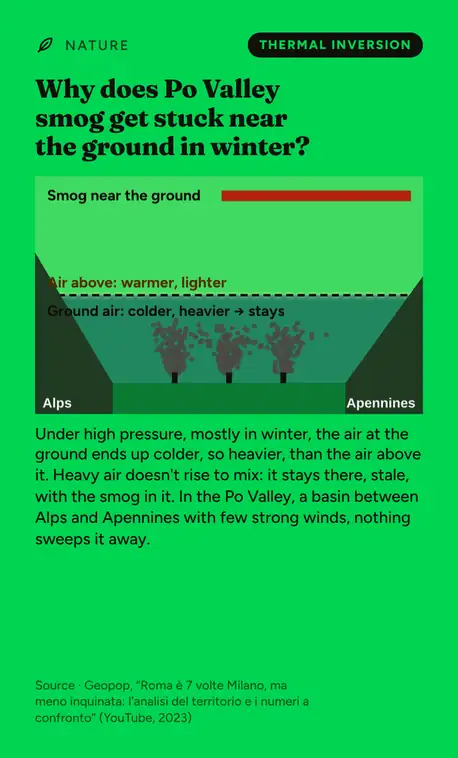 NATURE
THERMAL INVERSION
Why does Po Valley
smog get stuck near
the ground in winter?
Smog near the ground
Air above: warmer, lighter
Ground air: colder, heavier → stays
Alps
Apennines
Under high pressure, mostly in winter, the air at the
ground ends up colder, so heavier, than the air above
it. Heavy air doesn't rise to mix: it stays there, stale,
with the smog in it. In the Po Valley, a basin between
Alps and Apennines with few strong winds, nothing
sweeps it away.
Source · Geopop, “Roma è 7 volte Milano, ma
meno inquinata: l'analisi del territorio e i numeri a
confronto” (YouTube, 2023)